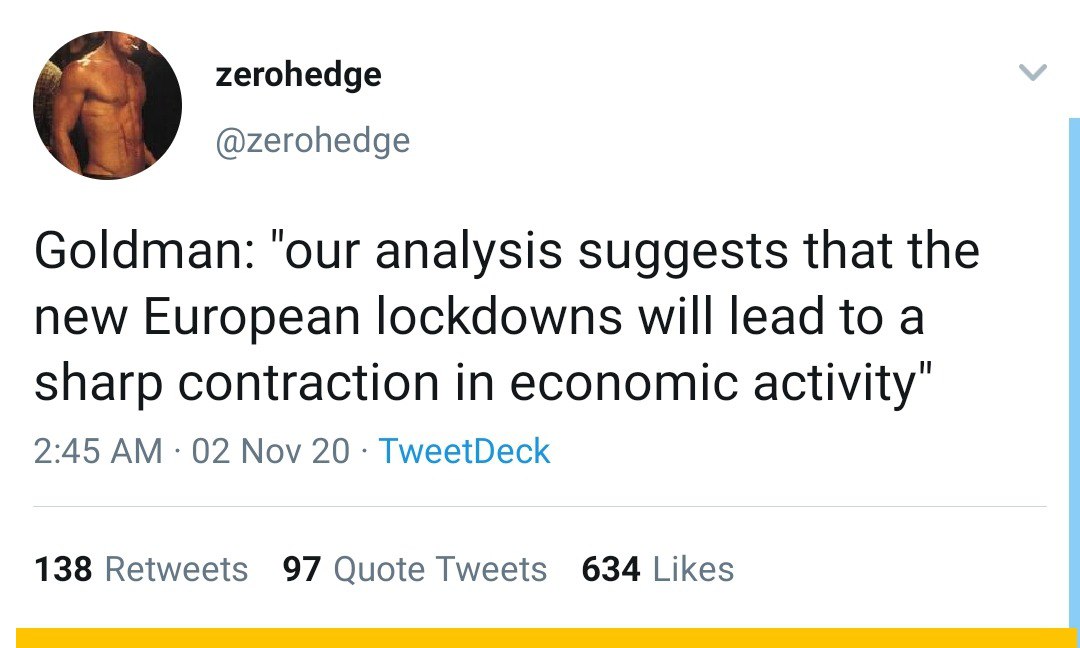 zerohedge
@zerohedge
Goldman: "our analysis suggests that the
new European lockdowns will lead to a
sharp contraction in economic activity"
2:45 AM · 02 Nov 20 · TweetDeck
138 Retweets 97 Quote Tweets 634 Likes